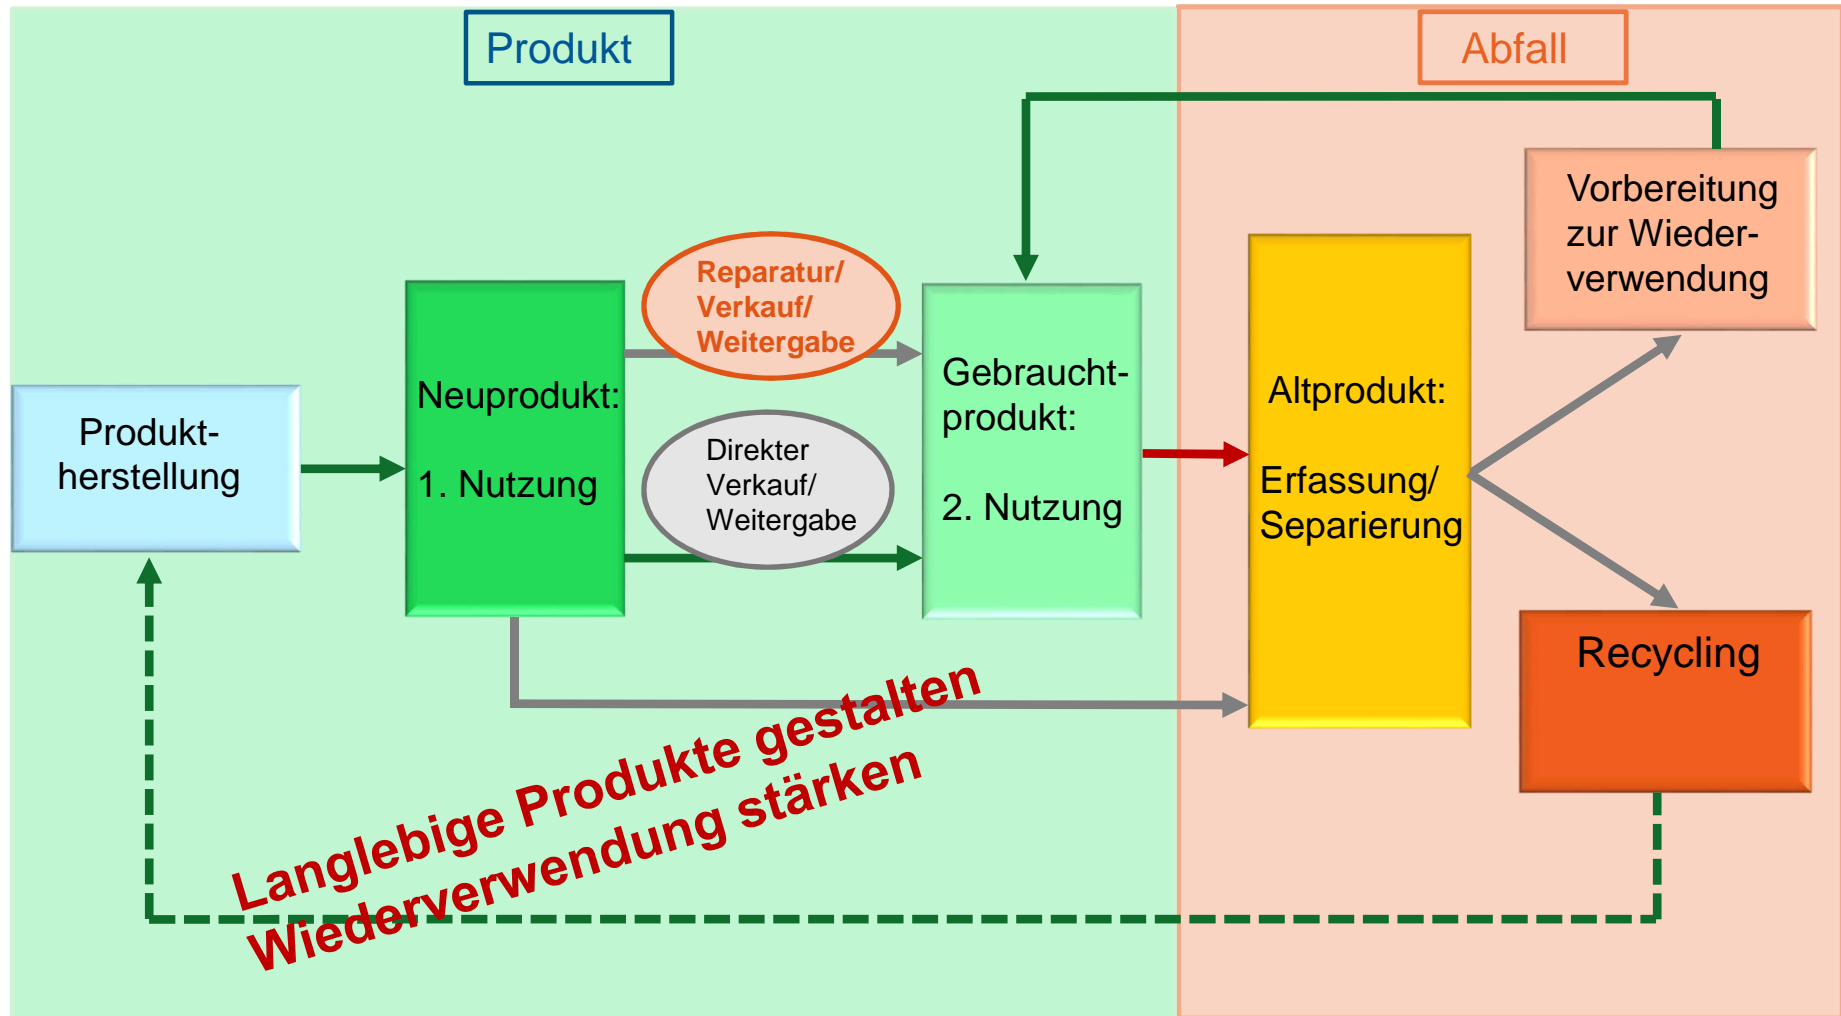 Produkt
Abfall
Produkt-
herstellung
Neuprodukt:
1. Nutzung
Reparatur/
Verkauf/
Weitergabe
Direkter
Verkauf/
Weitergabe
Gebraucht-
produkt:
2. Nutzung
Altprodukt:
Erfassung/
Separierung
Vorbereitung
zur Wieder-
verwendung
Recycling
Langlebige Produkte gestalten
Wiederverwendung stärken